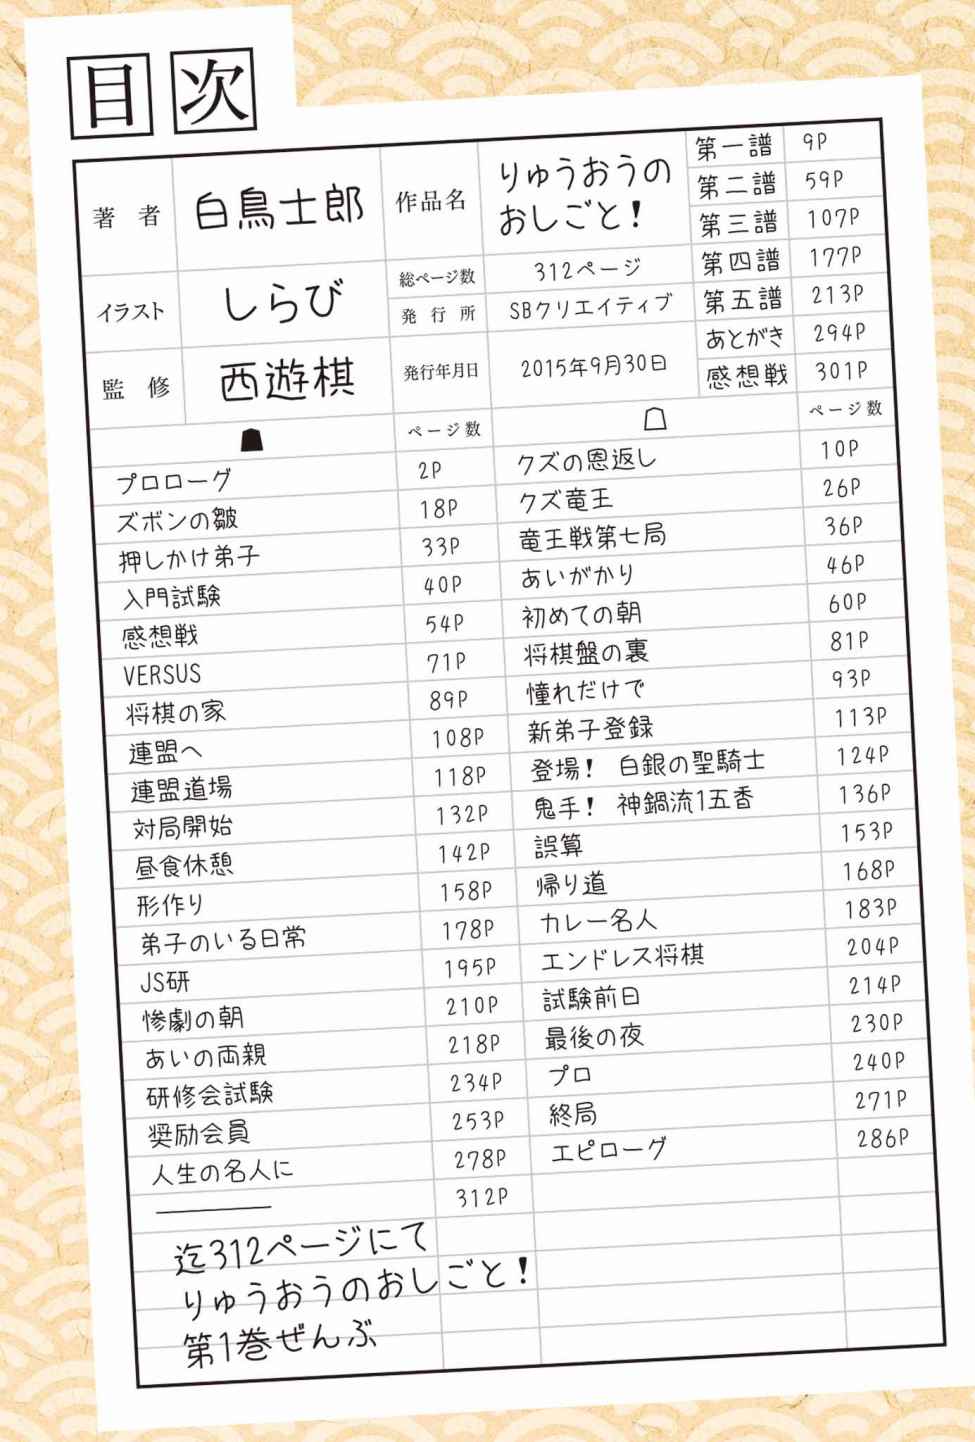 目次
著者 白鳥士郎 作品名 りゅうおうの
おしごと!
第一譜 9P
第二譜 59P
第三譜 107P
イラスト しらび 総ページ数 312ページ 第四譜 177P
発行所 SBクリエイティブ 第五譜 213P
監修 西遊棋 発行年月日 2015年9月30日 あとがき 294P
感想戦 301P
ページ数 ページ数
プロローグ 2P クズの恩返し 10P
ズボンの皺 18P クズ竜王 26P
押しかけ弟子 33P 竜王戦第七局 36P
入門試験 40P あいがかり 46P
感想戦 54P 初めての朝 60P
VERSUS 71P 将棋盤の裏 81P
将棋の家 89P 憧れだけで 93P
連盟へ 108P 新弟子登録 113P
連盟道場 118P 登場! 白銀の聖騎士 124P
対局開始 132P 鬼手! 神鍋流1五香 136P
昼食休憩 142P 誤算 153P
形作り 158P 帰り道 168P
弟子のいる日常 178P カレー名人 183P
JS研 195P エンドレス将棋 204P
惨劇の朝 210P 試験前日 214P
あいの両親 218P 最後の夜 230P
研修会試験 234P プロ 240P
奨励会員 253P 終局 271P
人生の名人に 278P エピローグ 286P
―――― 312P
迄312ページにて
りゅうおうのおしごと!
第1巻ぜんぶ